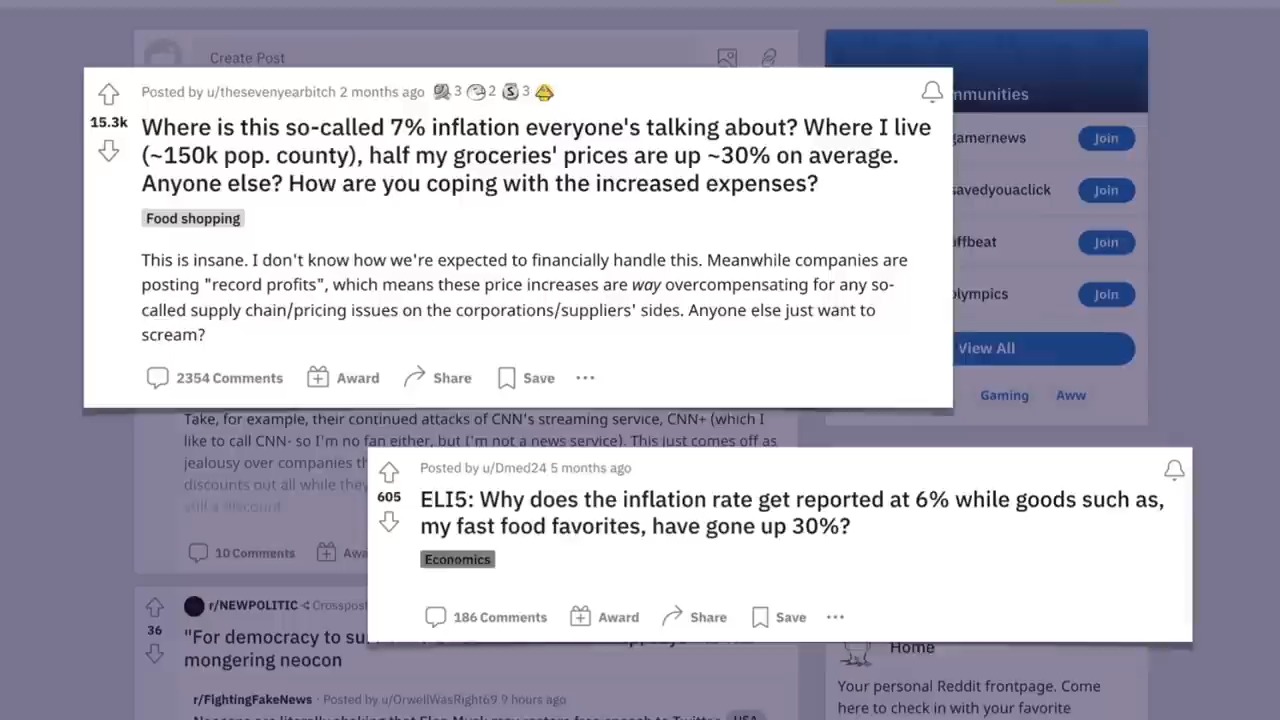 Create Post
Posted by u/thesevenyearbitch 2 months ago 3 2 3
15.3k
Where is this so-called 7% inflation everyone's talking about? Where I live
(~150k pop. county), half my groceries' prices are up ~30% on average.
Anyone else? How are you coping with the increased expenses?
Food shopping
This is insane. I don't know how we're expected to financially handle this. Meanwhile companies are
posting "record profits", which means these price increases are way overcompensating for any so-
called supply chain/pricing issues on the corporations/suppliers' sides. Anyone else just want to
scream?
2354 Comments Award Share Save ...
Join
savedyouaclick Join
Join
Join
View All
Gaming Aww
Take, for example, their continued attacks of CNN's streaming service, CNN+ (which I
like to call CNN- so I'm no fan either, but I'm not a news service). This just comes off as
jealousy over companies
discounts out all while they
still a discount.
10 Comments
Posted by u/Dmed24 5 months ago
605
ELI5: Why does the inflation rate get reported at 6% while goods such as,
my fast food favorites, have gone up 30%?
Economics
186 Comments Award Share Save ...
r/NEWPOLITIC Crosspost
36
"For democracy to
mongering neocon
r/FightingFakeNews · Posted by u/OrwellWasRight69 9 hours ago
Home
Your personal Reddit frontpage. Come
here to check in with your favorite